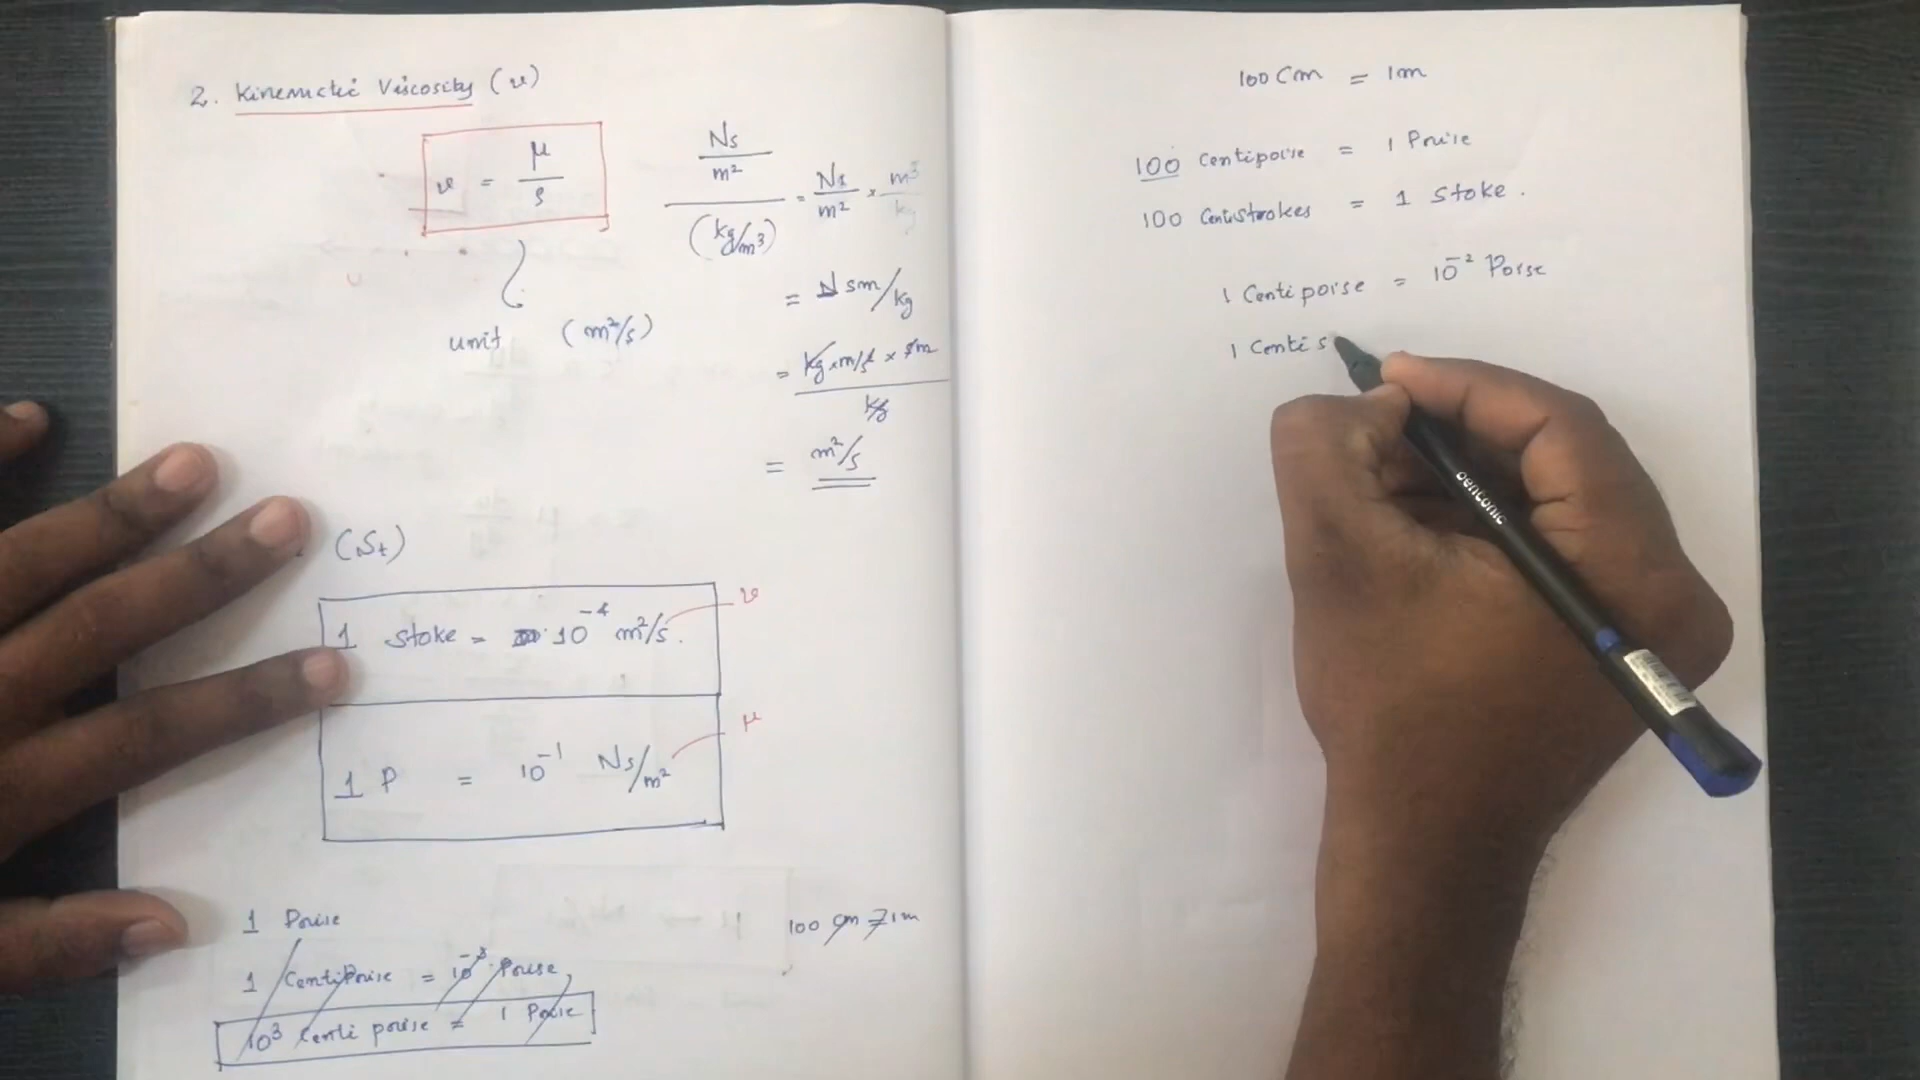 2. Kinematic Viscosity (ν)
ν = μ / ρ
unit (m²/s)
Ns/m² / (kg/m³) = Ns/m² × m³/kg
= N sm/kg
= kg×m/s² × sm / kg
= m²/s
(St)
1 Stoke = 10⁻⁴ m²/s. ν
1 P = 10⁻¹ Ns/m² μ
1 Poise
1 CentiPoise = 10⁻³ Poise,
10³ Centi poise = 1 Poise
100 cm = 1m
100 Cm = 1m
100 Centipoise = 1 Poise
100 Centistrokes = 1 Stoke.
1 Centi poise = 10⁻² Poise
1 Centi s
penconic